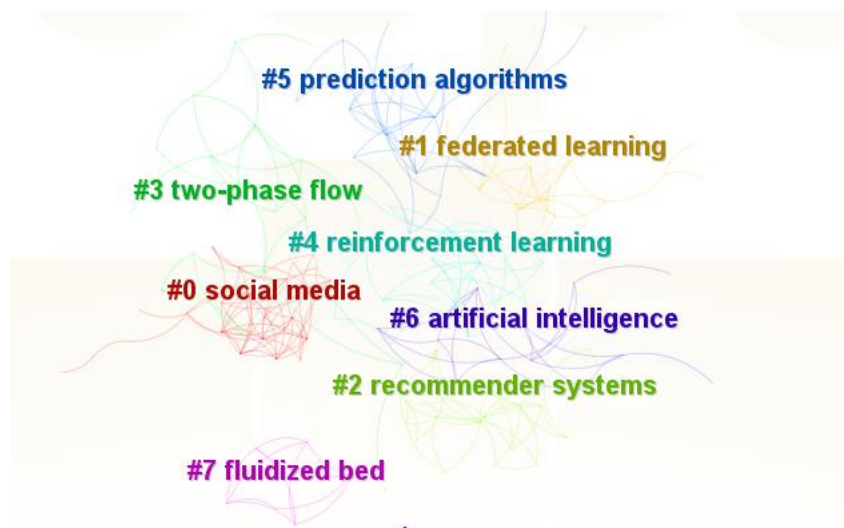 #5 prediction algorithms
#1 federated learning
#3 two-phase flow
#4 reinforcement learning
#0 social media
#6 artificial intelligence
#2 recommender systems
#7 fluidized bed